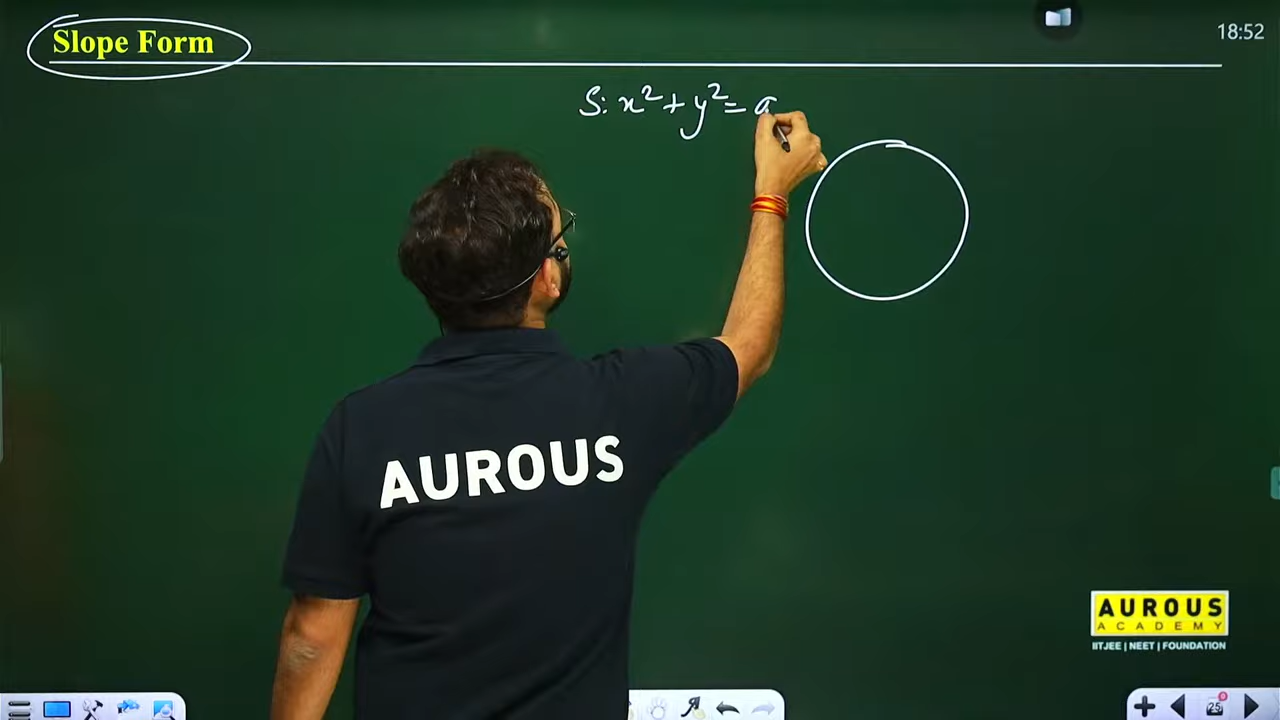 Slope Form
18:52
S: x²+y²=a
AUROUS
AUROUS
ACADEMY
IITJEE | NEET | FOUNDATION
25